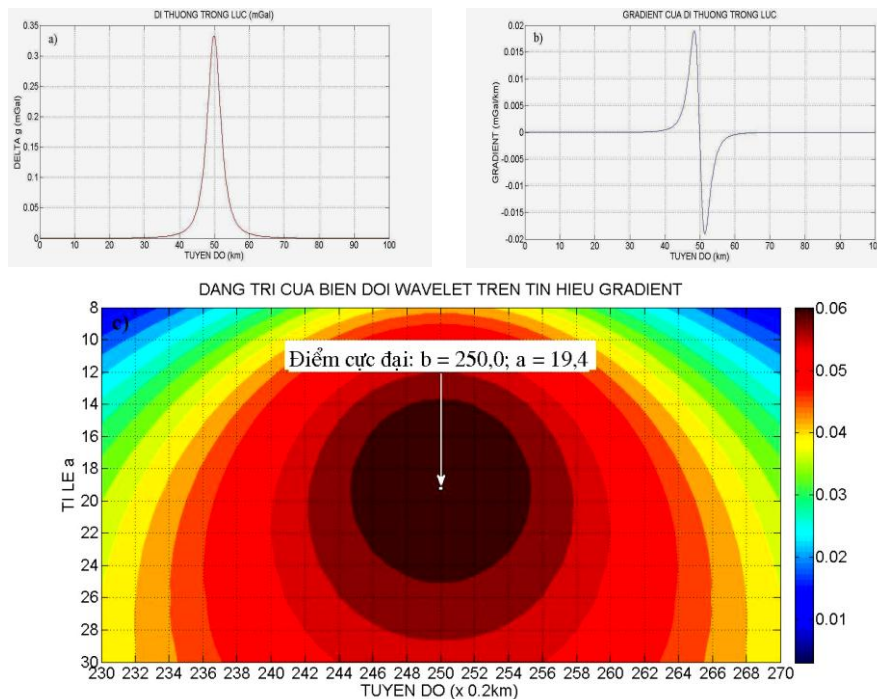 DI THUONG TRONG LUC (mGal)
a)
DELTA g (mGal)
0.35
0.3
0.25
0.2
0.15
0.1
0.05
0
0 10 20 30 40 50 60 70 80 90 100
TUYEN DO (km)
GRADIENT CUA DI THUONG TRONG LUC
b)
GRADIENT (mGal/km)
0.02
0.015
0.01
0.005
0
-0.005
-0.01
-0.015
-0.02
0 10 20 30 40 50 60 70 80 90 100
TUYEN DO (km)
DANG TRI CUA BIEN DOI WAVELET TREN TIN HIEU GRADIENT
c)
Điểm cực đại: b = 250,0; a = 19,4
TI LE a
8
10
12
14
16
18
20
22
24
26
28
30
230 232 234 236 238 240 242 244 246 248 250 252 254 256 258 260 262 264 266 268 270
TUYEN DO (x 0.2km)
0.06
0.05
0.04
0.03
0.02
0.01